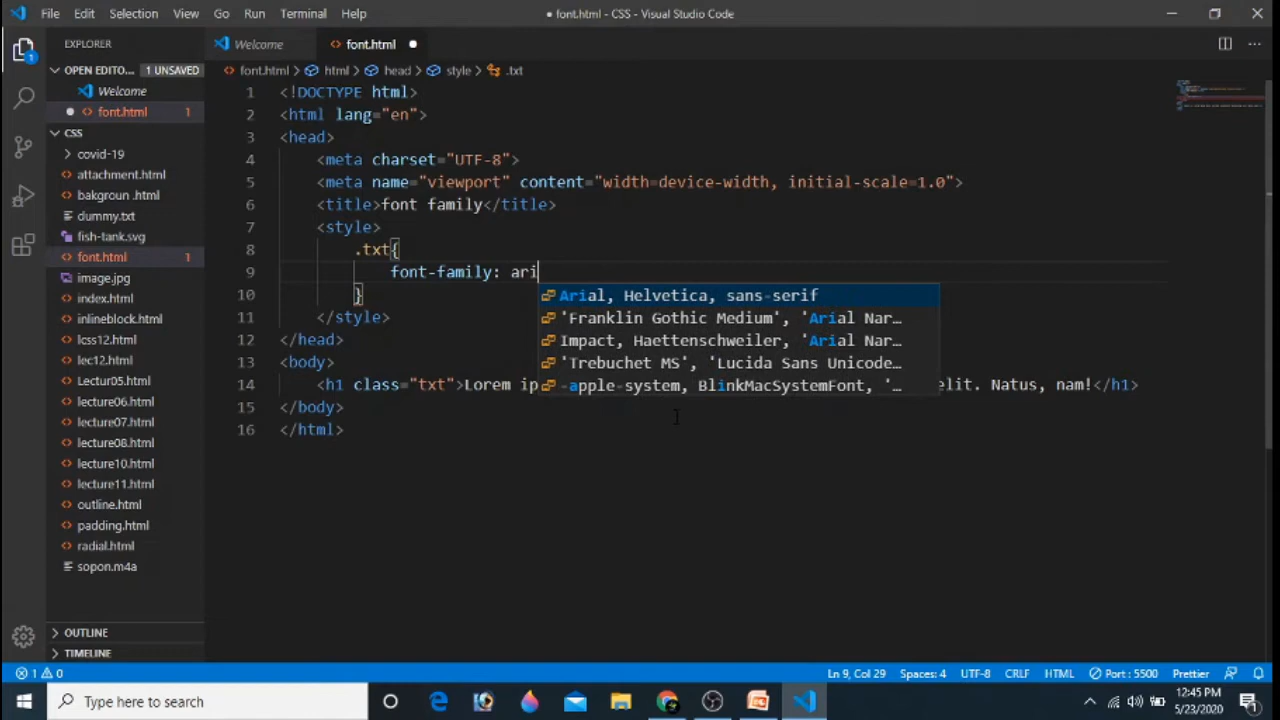 File Edit Selection View Go Run Terminal Help
● font.html - CSS - Visual Studio Code
EXPLORER
OPEN EDITO... 1 UNSAVED
Welcome
font.html 1
CSS
covid-19
attachment.html
bakgroun .html
dummy.txt
fish-tank.svg
font.html 1
image.jpg
index.html
inlineblock.html
lcss12.html
lec12.html
Lectur05.html
lecture06.html
lecture07.html
lecture08.html
lecture10.html
lecture11.html
outline.html
padding.html
radial.html
sopon.m4a
OUTLINE
TIMELINE
1
Welcome font.html
font.html > html > head > style > .txt
1 <!DOCTYPE html>
2 <html lang="en">
3 <head>
4 <meta charset="UTF-8">
5 <meta name="viewport" content="width=device-width, initial-scale=1.0">
6 <title>font family</title>
7 <style>
8 .txt{
9 font-family: ari
10 }
11 </style>
12 </head>
13 <body>
14 <h1 class="txt">Lorem ip elit. Natus, nam!</h1>
15 </body>
16 </html>
Arial, Helvetica, sans-serif
'Franklin Gothic Medium', 'Arial Nar…
Impact, Haettenschweiler, 'Arial Nar…
'Trebuchet MS', 'Lucida Sans Unicode…
-apple-system, BlinkMacSystemFont, '…
1 0 Ln 9, Col 29 Spaces: 4 UTF-8 CRLF HTML Port : 5500 Prettier
Type here to search
12:45 PM
5/23/2020
1